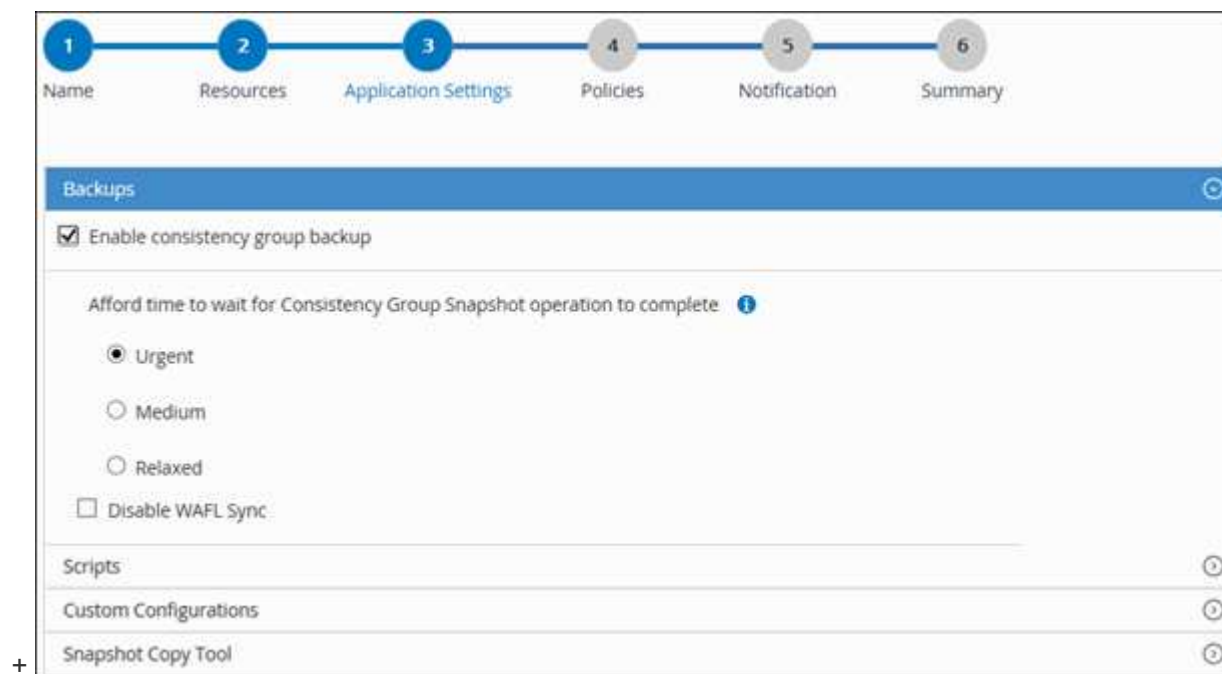 1 2 3 4 5 6
Name Resources Application Settings Policies Notification Summary
Backups
Enable consistency group backup
Afford time to wait for Consistency Group Snapshot operation to complete
Urgent
Medium
Relaxed
Disable WAFL Sync
Scripts
Custom Configurations
Snapshot Copy Tool
+